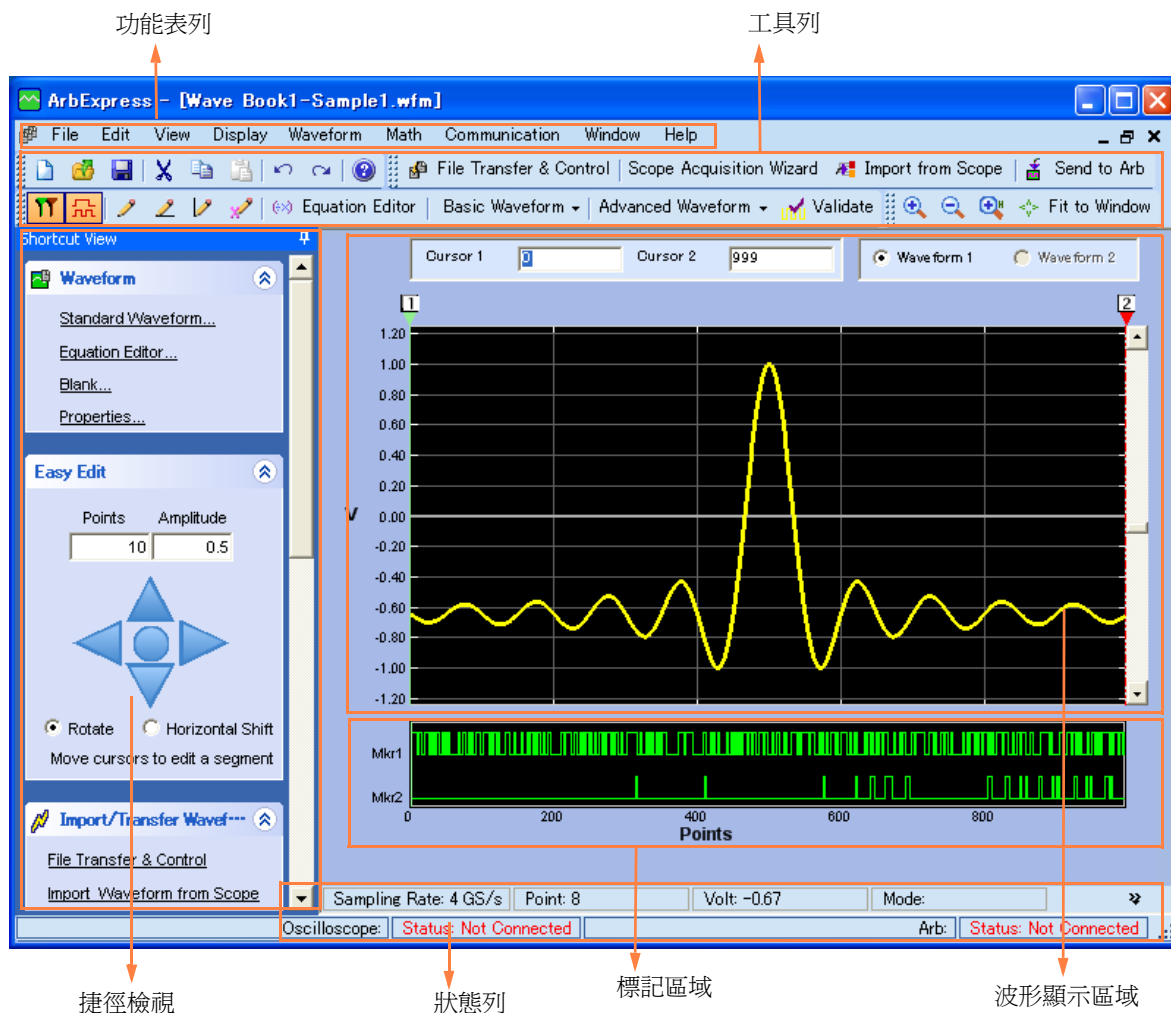 功能表列
工具列
ArbExpress - [Wave Book1-Sample1.wfm]
File Edit View Display Waveform Math Communication Window Help
File Transfer & Control Scope Acquisition Wizard Import from Scope Send to Arb
Equation Editor Basic Waveform Advanced Waveform Validate Fit to Window
Shortcut View
Waveform
Standard Waveform...
Equation Editor...
Blank...
Properties...
Easy Edit
Points Amplitude
10 0.5
Rotate Horizontal Shift
Move cursors to edit a segment
Import/Transfer Wavef···
File Transfer & Control
Import Waveform from Scope
Cursor 1 0 Cursor 2 999 Waveform 1 Waveform 2
1 2
1.20
1.00
0.80
0.60
0.40
0.20
V 0.00
-0.20
-0.40
-0.60
-0.80
-1.00
-1.20
Mkr1
Mkr2
0 200 400 600 800
Points
Sampling Rate: 4 GS/s Point: 8 Volt: -0.67 Mode:
Oscilloscope: Status: Not Connected Arb: Status: Not Connected
捷徑檢視
狀態列
標記區域
波形顯示區域